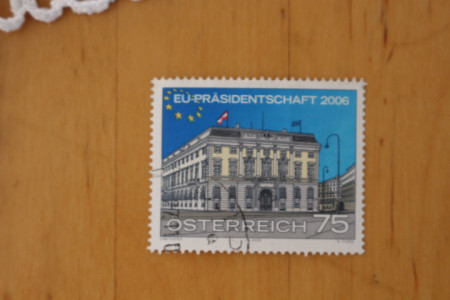 EU-PRÄSIDENTSCHAFT 2006
ÖSTERREICH 75